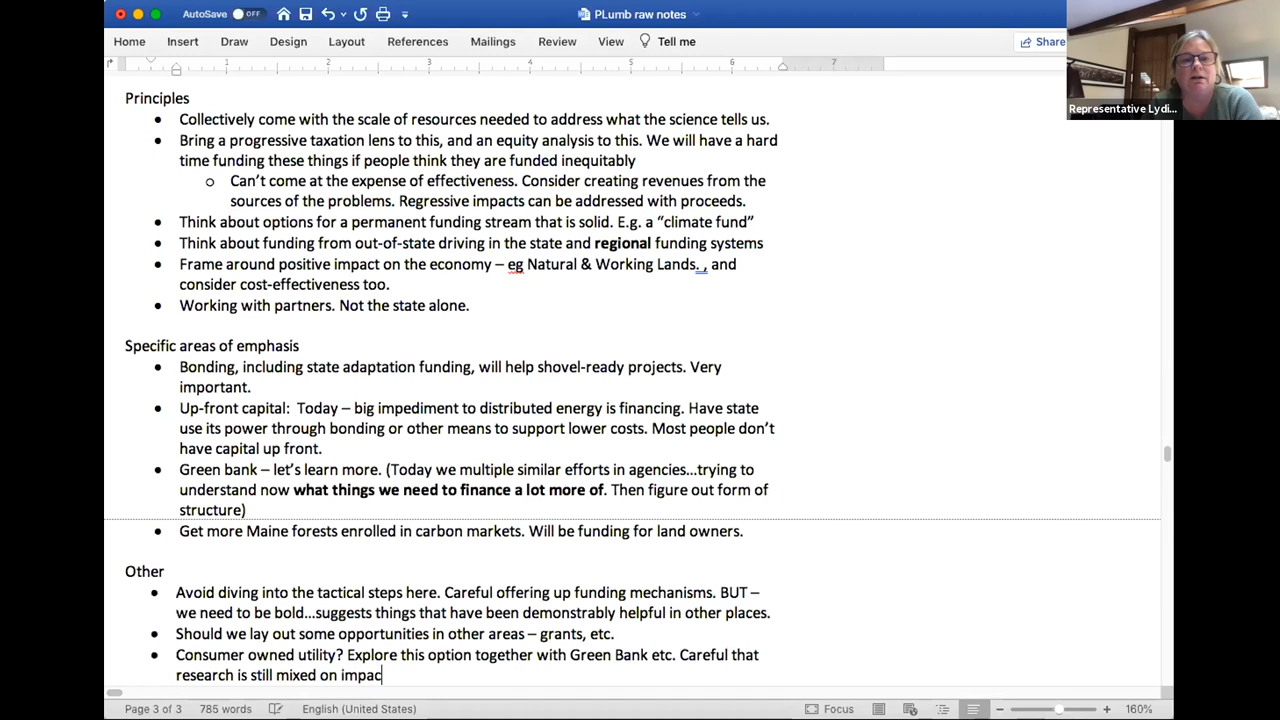 AutoSave OFF
PLumb raw notes
Home Insert Draw Design Layout References Mailings Review View Tell me Share
1 2 3 4 5 6 7
Representative Lydi...
Principles
• Collectively come with the scale of resources needed to address what the science tells us.
• Bring a progressive taxation lens to this, and an equity analysis to this. We will have a hard
time funding these things if people think they are funded inequitably
o Can’t come at the expense of effectiveness. Consider creating revenues from the
sources of the problems. Regressive impacts can be addressed with proceeds.
• Think about options for a permanent funding stream that is solid. E.g. a “climate fund”
• Think about funding from out-of-state driving in the state and regional funding systems
• Frame around positive impact on the economy – eg Natural & Working Lands. , and
consider cost-effectiveness too.
• Working with partners. Not the state alone.
Specific areas of emphasis
• Bonding, including state adaptation funding, will help shovel-ready projects. Very
important.
• Up-front capital: Today – big impediment to distributed energy is financing. Have state
use its power through bonding or other means to support lower costs. Most people don’t
have capital up front.
• Green bank – let’s learn more. (Today we multiple similar efforts in agencies…trying to
understand now what things we need to finance a lot more of. Then figure out form of
structure)
• Get more Maine forests enrolled in carbon markets. Will be funding for land owners.
Other
• Avoid diving into the tactical steps here. Careful offering up funding mechanisms. BUT –
we need to be bold…suggests things that have been demonstrably helpful in other places.
• Should we lay out some opportunities in other areas – grants, etc.
• Consumer owned utility? Explore this option together with Green Bank etc. Careful that
research is still mixed on impac
Page 3 of 3 785 words English (United States) Focus 160%